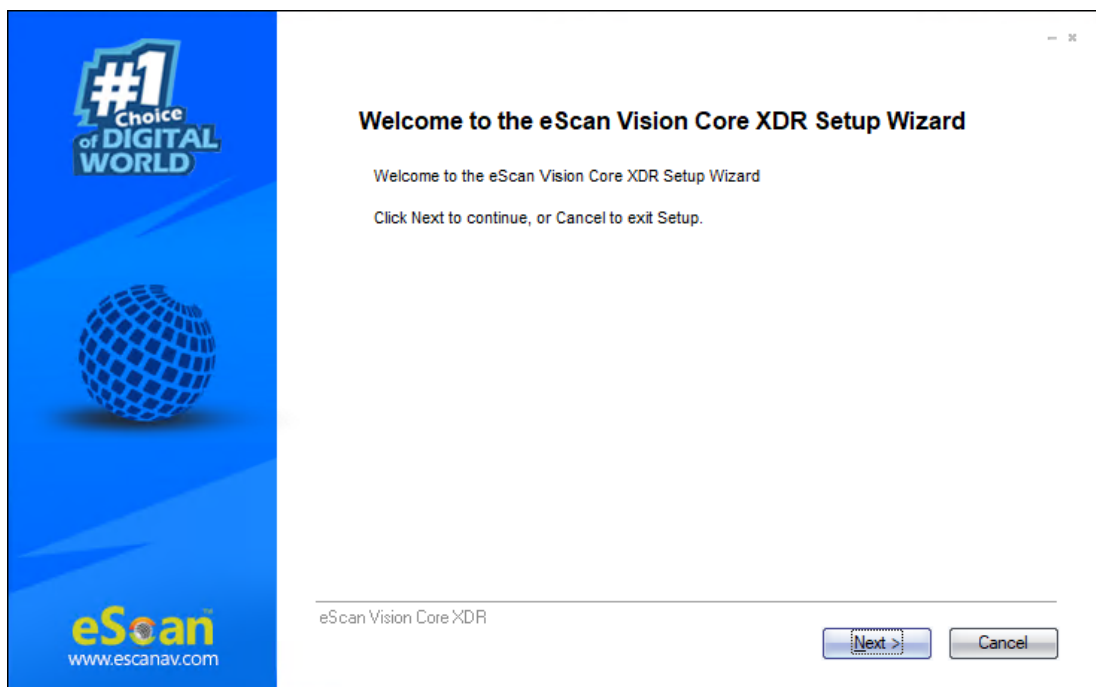 #1
Choice
of DIGITAL
WORLD
Welcome to the eScan Vision Core XDR Setup Wizard
Welcome to the eScan Vision Core XDR Setup Wizard
Click Next to continue, or Cancel to exit Setup.
eScan Vision Core XDR
Next >
Cancel
eScan™
www.escanav.com